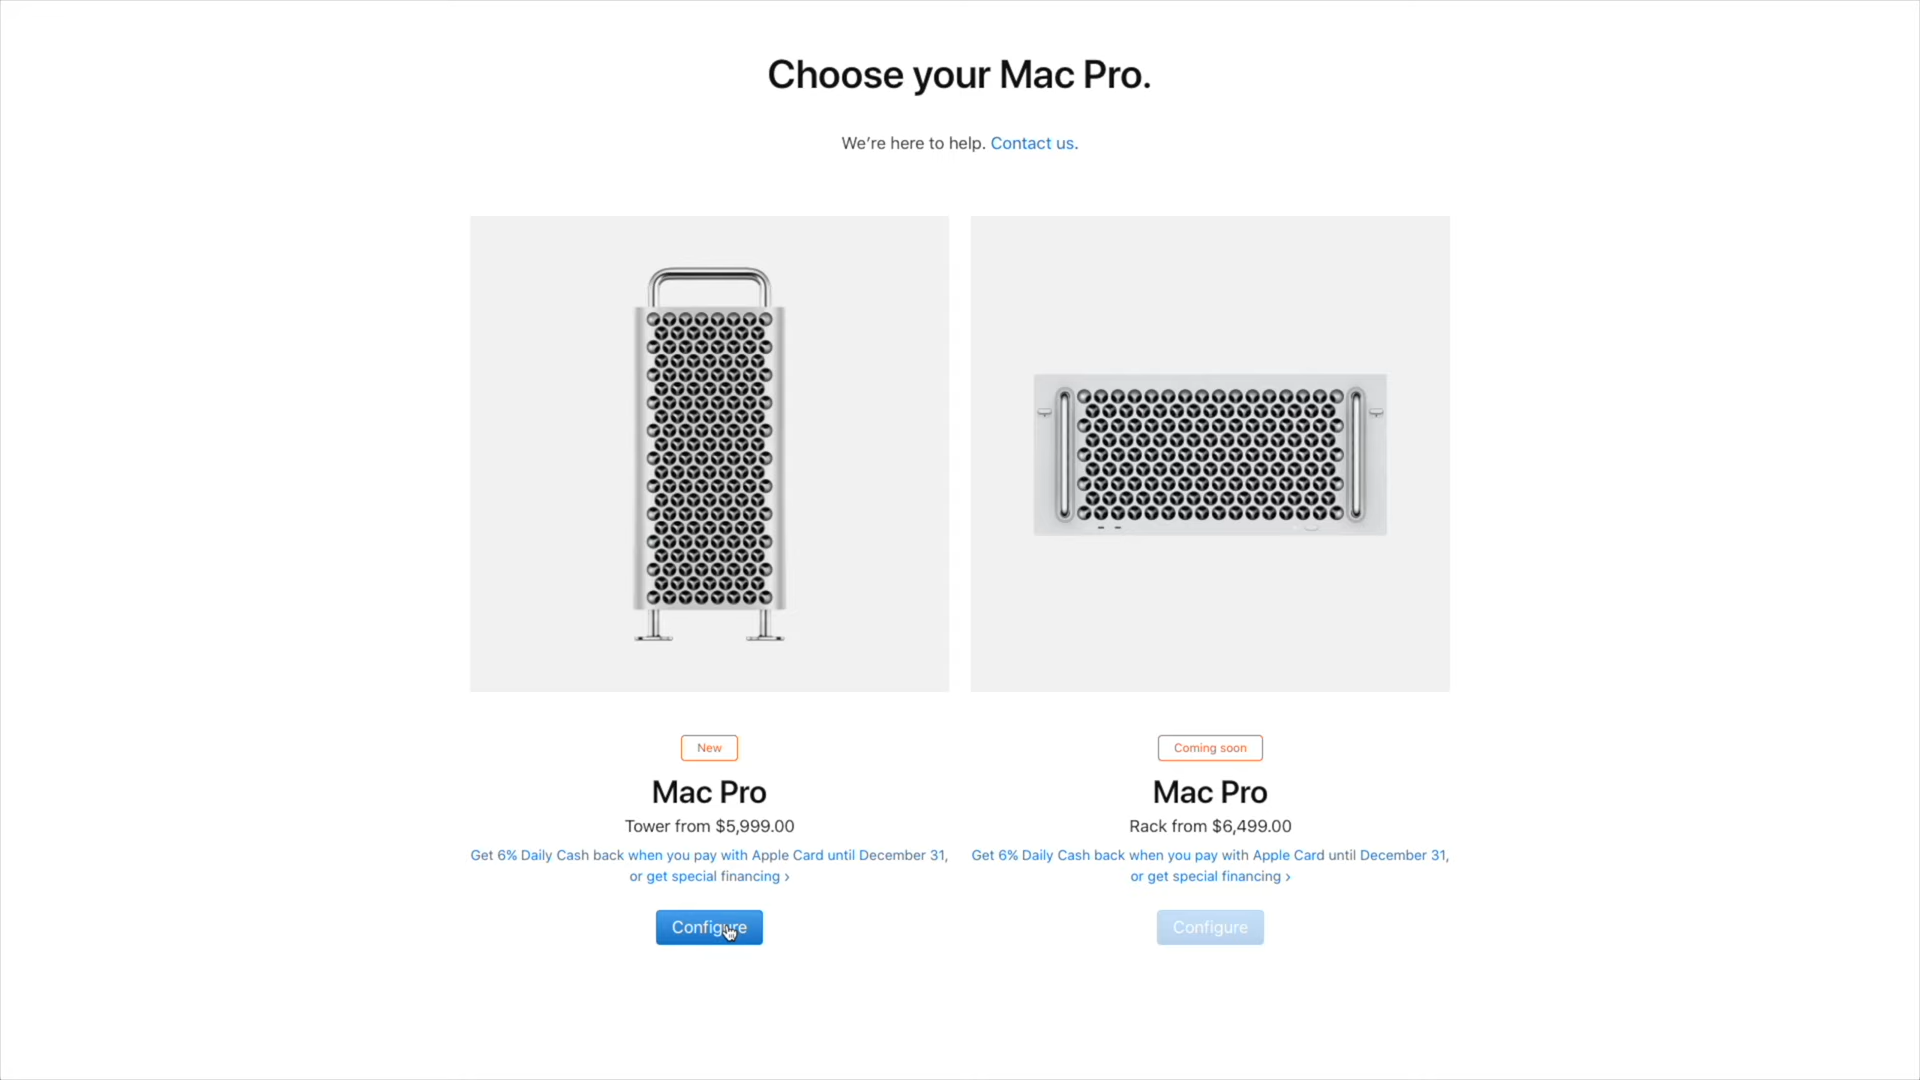 Choose your Mac Pro.
We’re here to help. Contact us.
New
Mac Pro
Tower from $5,999.00
Get 6% Daily Cash back when you pay with Apple Card until December 31,
or get special financing ›
Configure
Coming soon
Mac Pro
Rack from $6,499.00
Get 6% Daily Cash back when you pay with Apple Card until December 31,
or get special financing ›
Configure